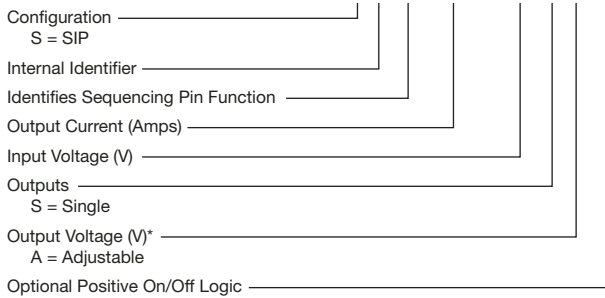 Configuration
S = SIP
Internal Identifier
Identifies Sequencing Pin Function
Output Current (Amps)
Input Voltage (V)
Outputs
S = Single
Output Voltage (V)*
A = Adjustable
Optional Positive On/Off Logic